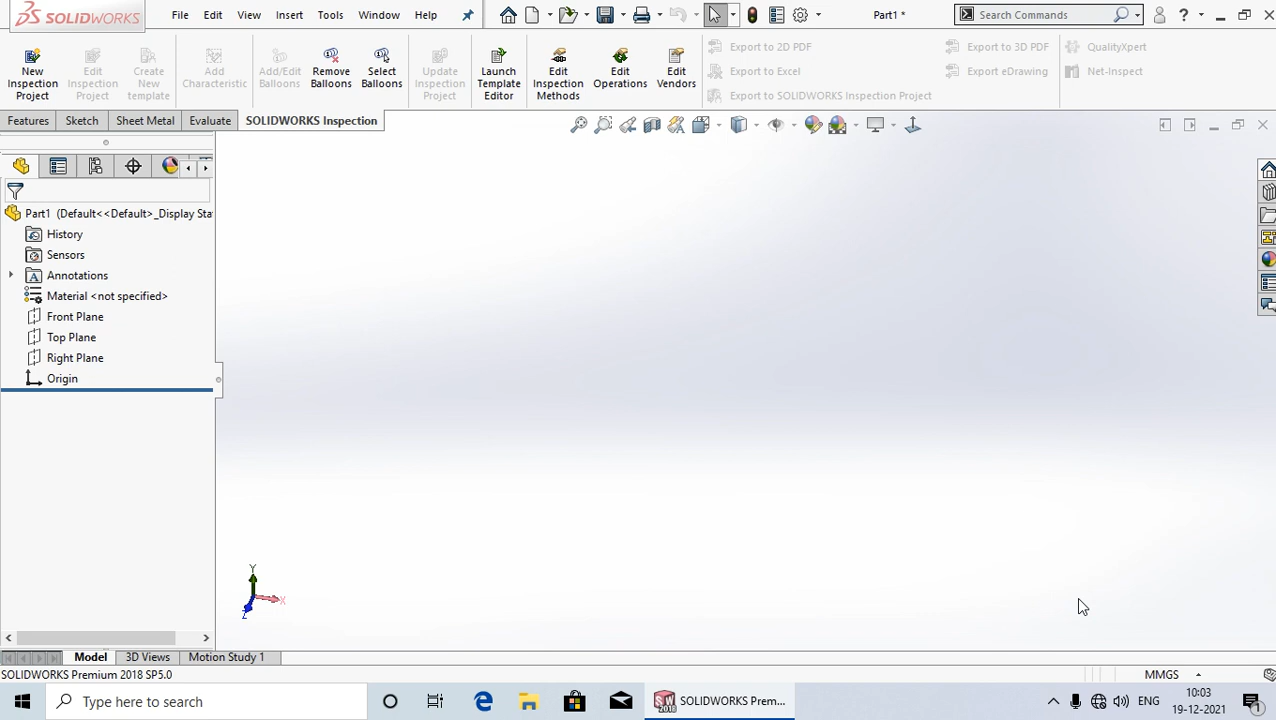 SOLIDWORKS File Edit View Insert Tools Window Help Part1 * Search Commands ?
New Inspection Project
Edit Inspection Project
Create New template
Add Characteristic
Add/Edit Balloons
Remove Balloons
Select Balloons
Update Inspection Project
Launch Template Editor
Edit Inspection Methods
Edit Operations
Edit Vendors
Export to 2D PDF
Export to Excel
Export to SOLIDWORKS Inspection Project
Export to 3D PDF
Export eDrawing
QualityXpert
Net-Inspect
Features Sketch Sheet Metal Evaluate SOLIDWORKS Inspection
Part1 (Default<<Default>_Display Sta
History
Sensors
A Annotations
Material <not specified>
Front Plane
Top Plane
Right Plane
Origin
Y
X
Z
Model 3D Views Motion Study 1
SOLIDWORKS Premium 2018 SP5.0 MMGS
Type here to search SOLIDWORKS Prem... ENG 10:03
19-12-2021